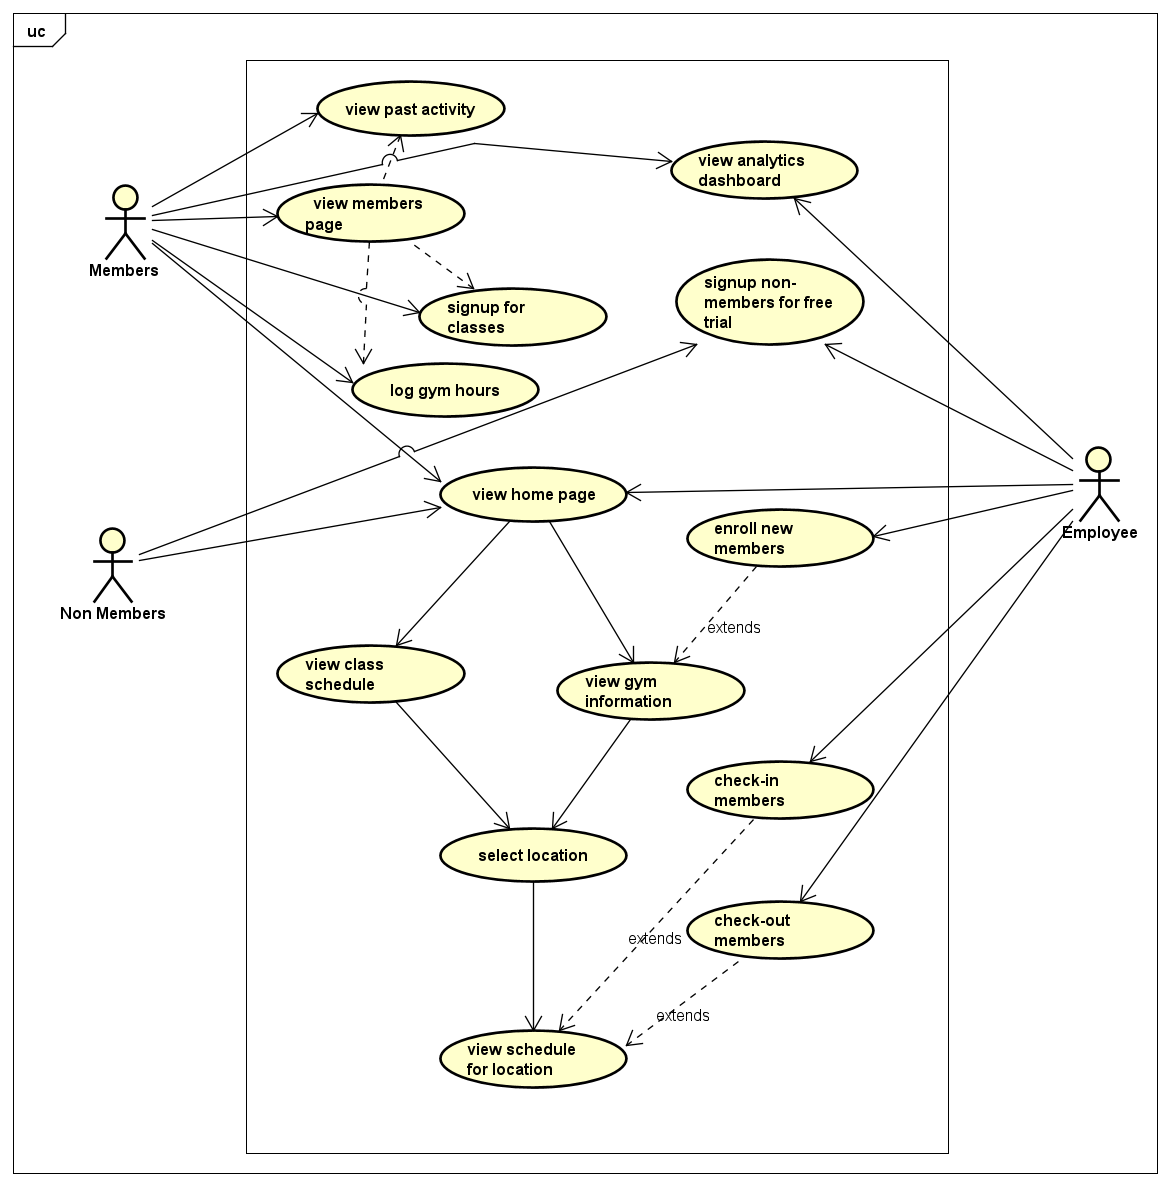 uc
view past activity
view analytics
dashboard
view members
page
Members
signup non-
members for free
trial
signup for
classes
log gym hours
view home page
enroll new
members
Employee
Non Members
extends
view class
schedule
view gym
information
check-in
members
select location
check-out
members
extends
extends
view schedule
for location